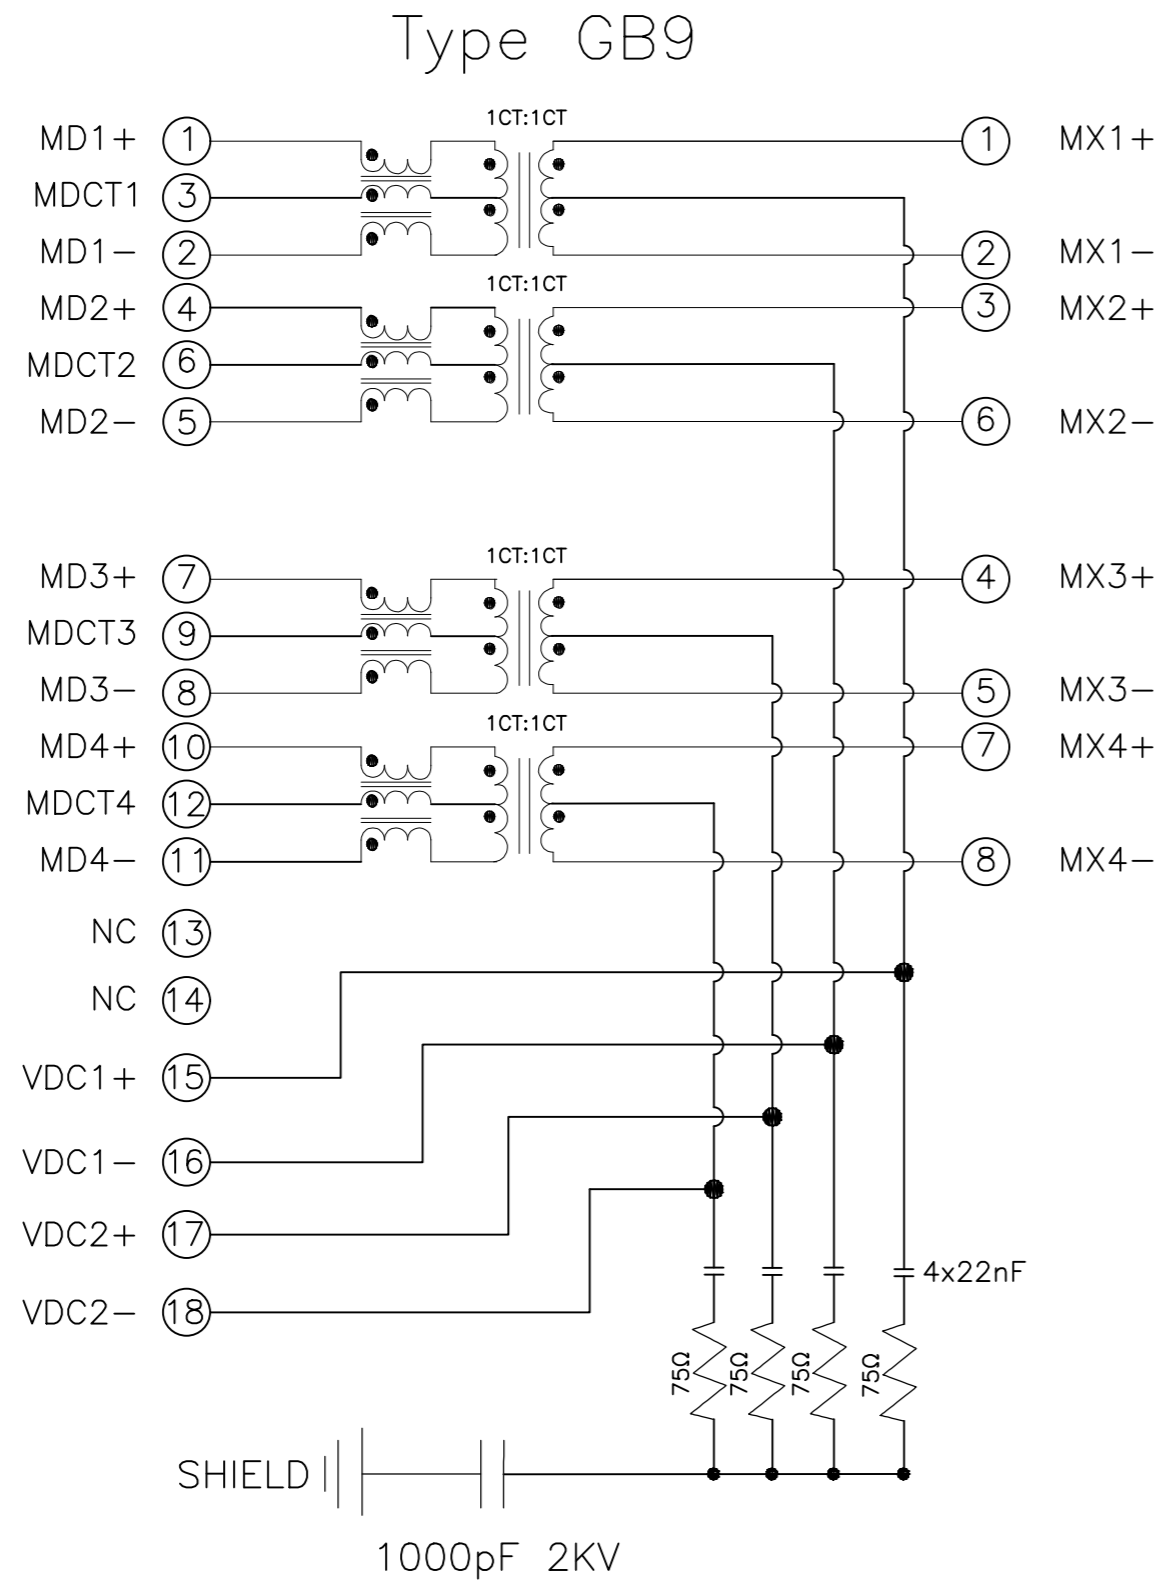 Type GB9
1CT:1CT
MD1+ 1 1 MX1+
MDCT1 3
MD1- 2 2 MX1-
1CT:1CT
MD2+ 4 3 MX2+
MDCT2 6
MD2- 5 6 MX2-
1CT:1CT
MD3+ 7 4 MX3+
MDCT3 9
MD3- 8 5 MX3-
1CT:1CT
MD4+ 10 7 MX4+
MDCT4 12
MD4- 11 8 MX4-
NC 13
NC 14
VDC1+ 15
VDC1- 16
VDC2+ 17
4x22nF
VDC2- 18
75Ω 75Ω 75Ω 75Ω
SHIELD
1000pF 2KV